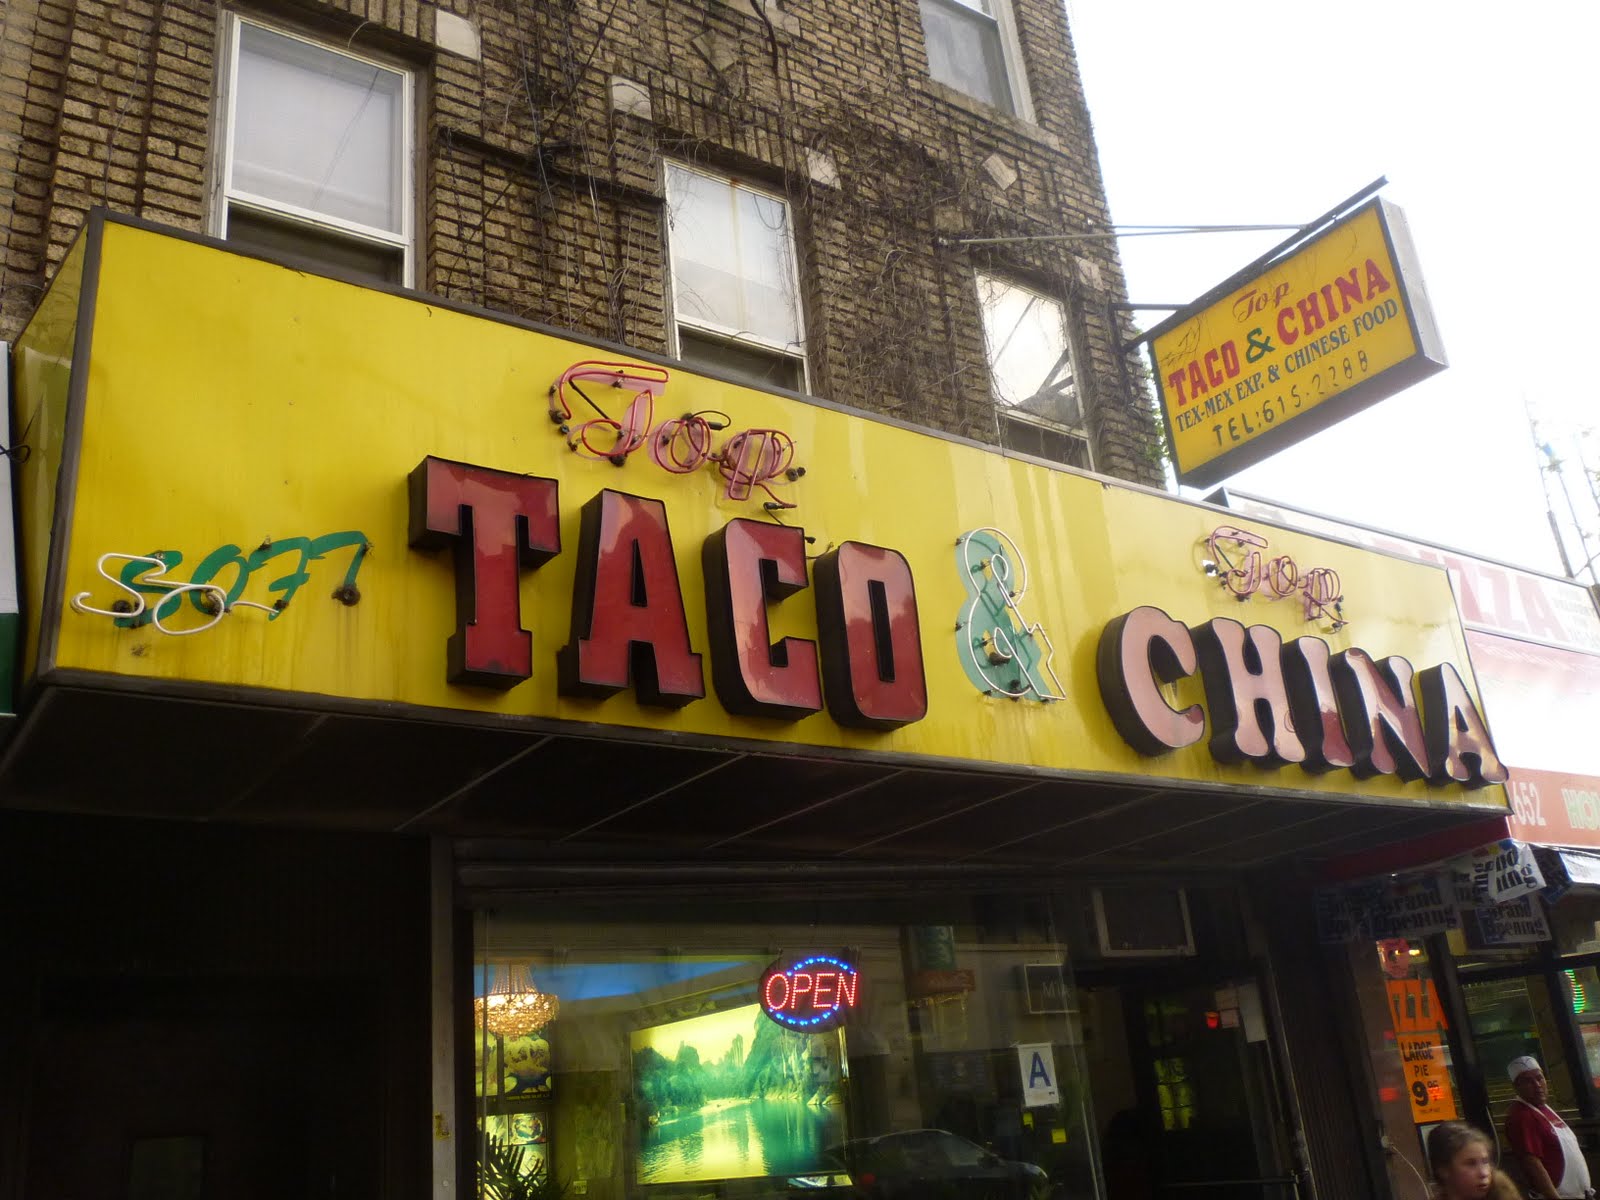 Top
TACO & CHINA
TEX-MEX EXP. & CHINESE FOOD
TEL:615-2288
SOFT
Top
TACO &
Top
CHINA
OPEN
A
652
Grand
Opening
LARGE
PIE
9